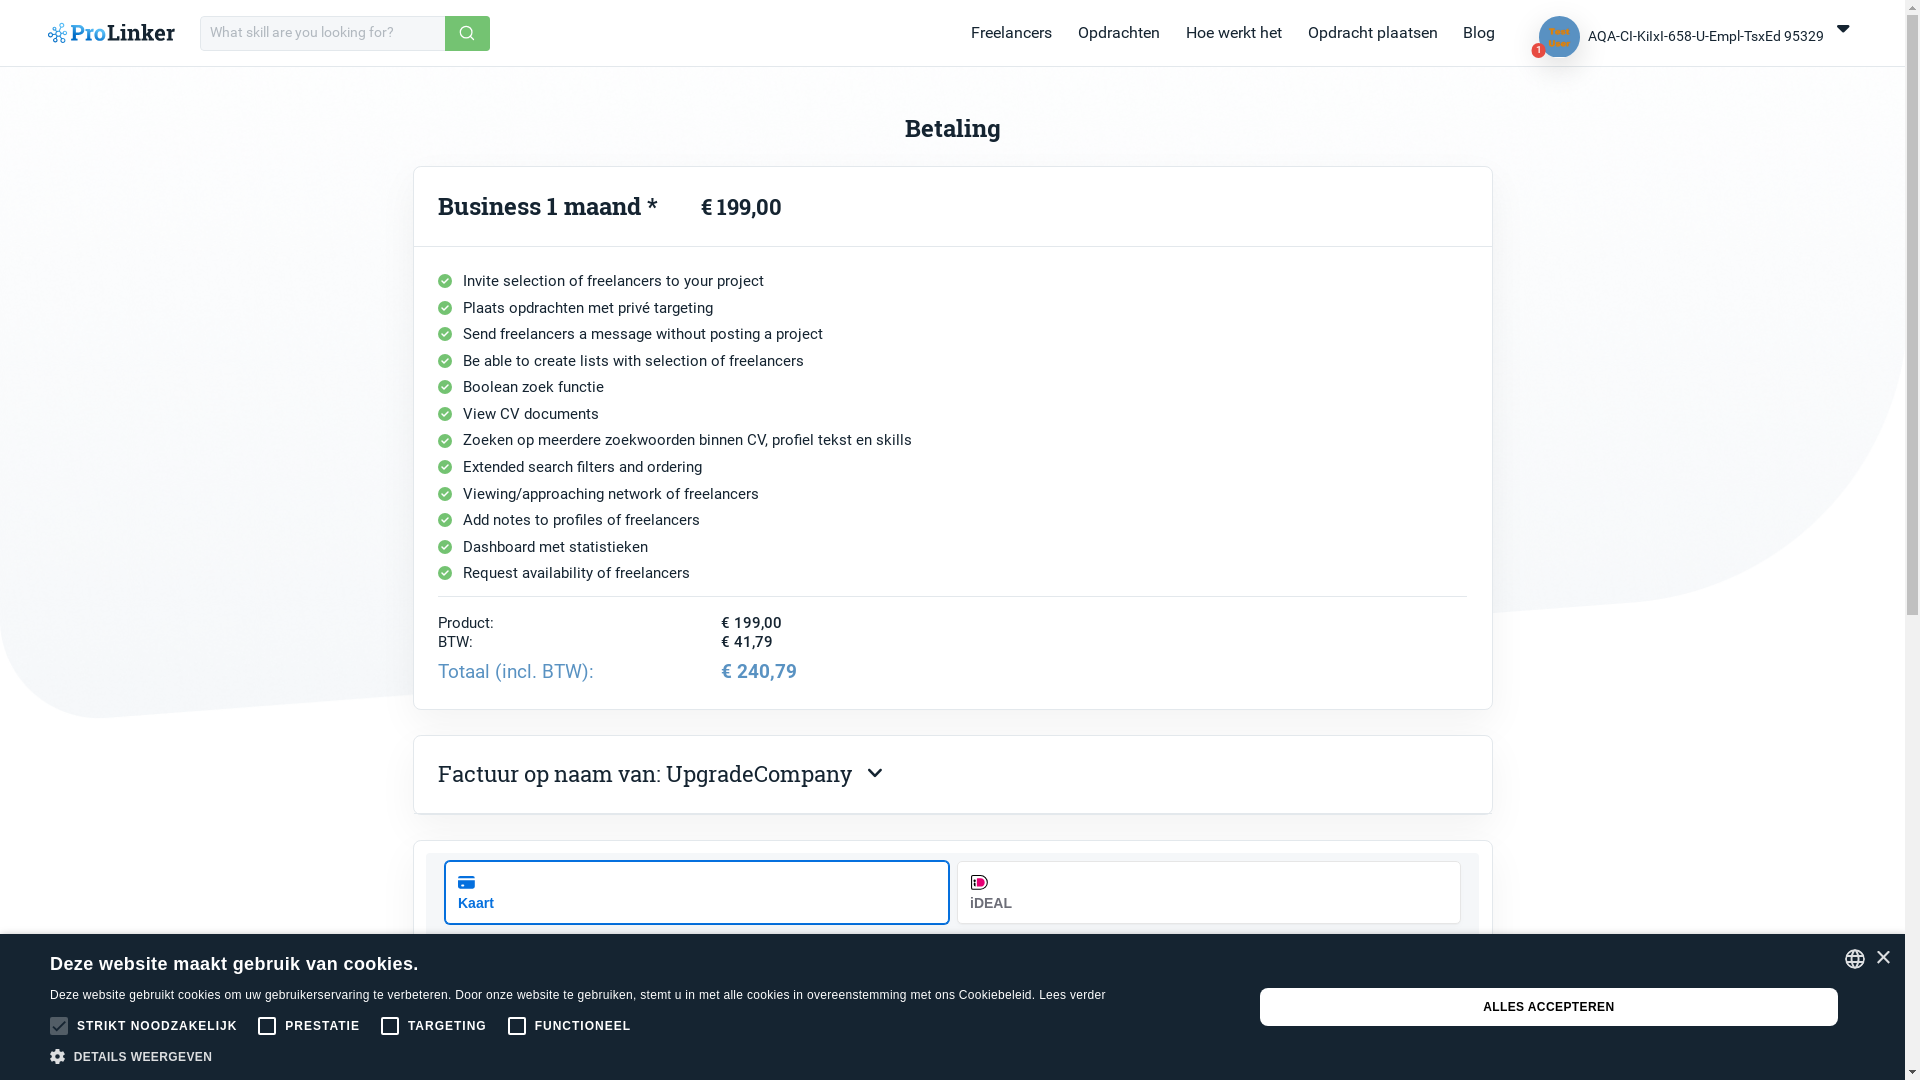 ProLinker
What skill are you looking for?
Freelancers
Opdrachten
Hoe werkt het
Opdracht plaatsen
Blog
Test User
1
AQA-CI-KiIxI-658-U-Empl-TsxEd 95329
Betaling
Business 1 maand *
€ 199,00
Invite selection of freelancers to your project
Plaats opdrachten met privé targeting
Send freelancers a message without posting a project
Be able to create lists with selection of freelancers
Boolean zoek functie
View CV documents
Zoeken op meerdere zoekwoorden binnen CV, profiel tekst en skills
Extended search filters and ordering
Viewing/approaching network of freelancers
Add notes to profiles of freelancers
Dashboard met statistieken
Request availability of freelancers
Product: € 199,00
BTW: € 41,79
Totaal (incl. BTW): € 240,79
Factuur op naam van: UpgradeCompany
Kaart
iDEAL
Deze website maakt gebruik van cookies.
Deze website gebruikt cookies om uw gebruikerservaring te verbeteren. Door onze website te gebruiken, stemt u in met alle cookies in overeenstemming met ons Cookiebeleid. Lees verder
STRIKT NOODZAKELIJK
PRESTATIE
TARGETING
FUNCTIONEEL
DETAILS WEERGEVEN
ALLES ACCEPTEREN